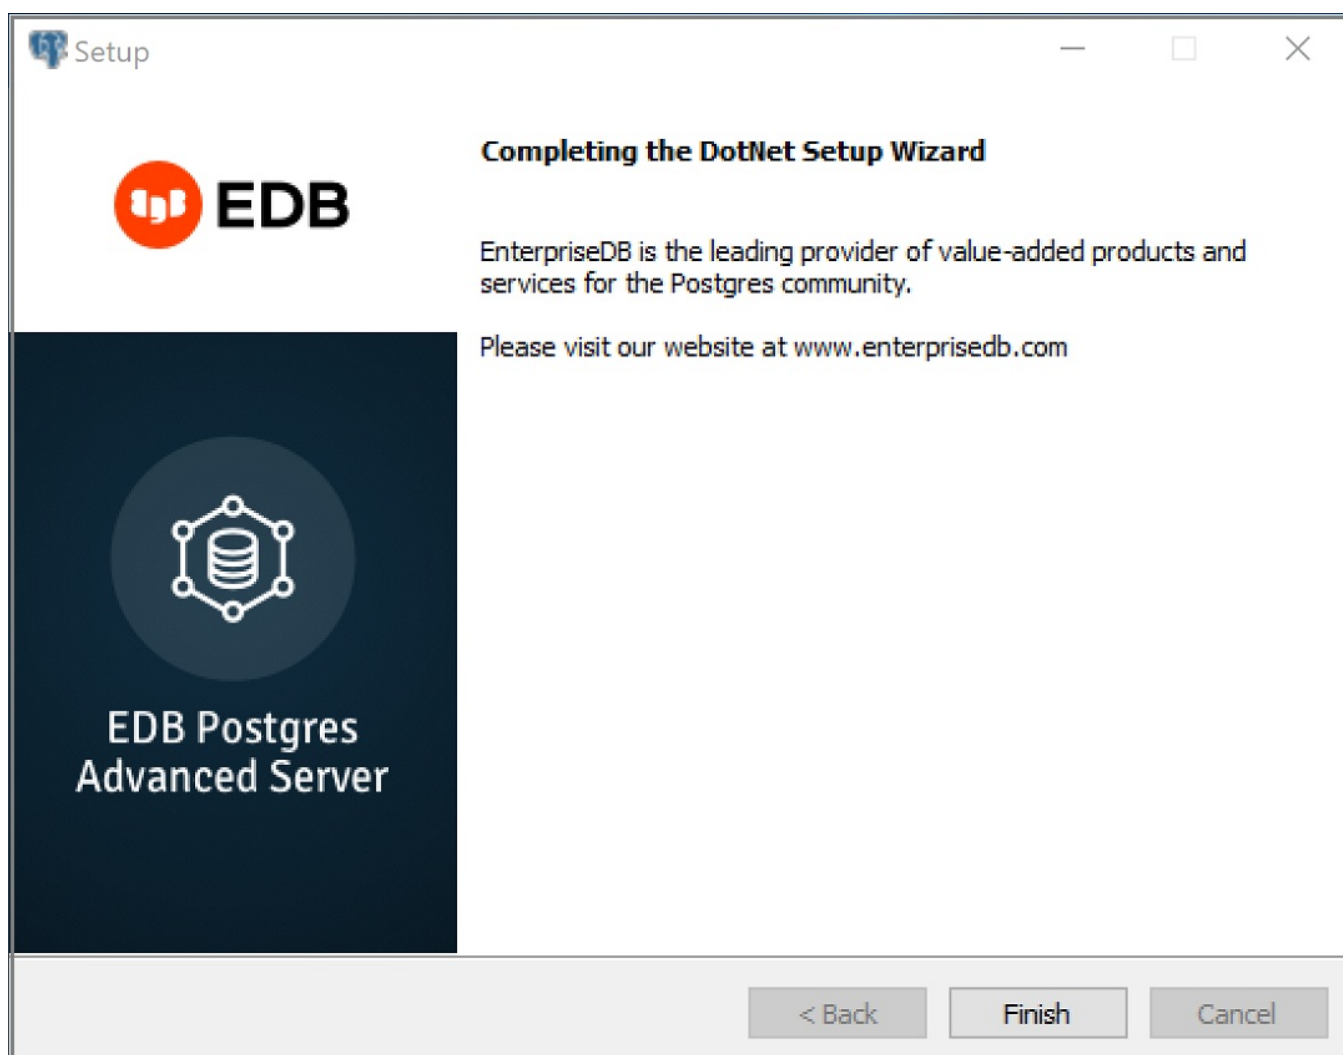 Setup
EDB
Completing the DotNet Setup Wizard
EnterpriseDB is the leading provider of value-added products and
services for the Postgres community.
Please visit our website at www.enterprisedb.com
EDB Postgres
Advanced Server
< Back
Finish
Cancel